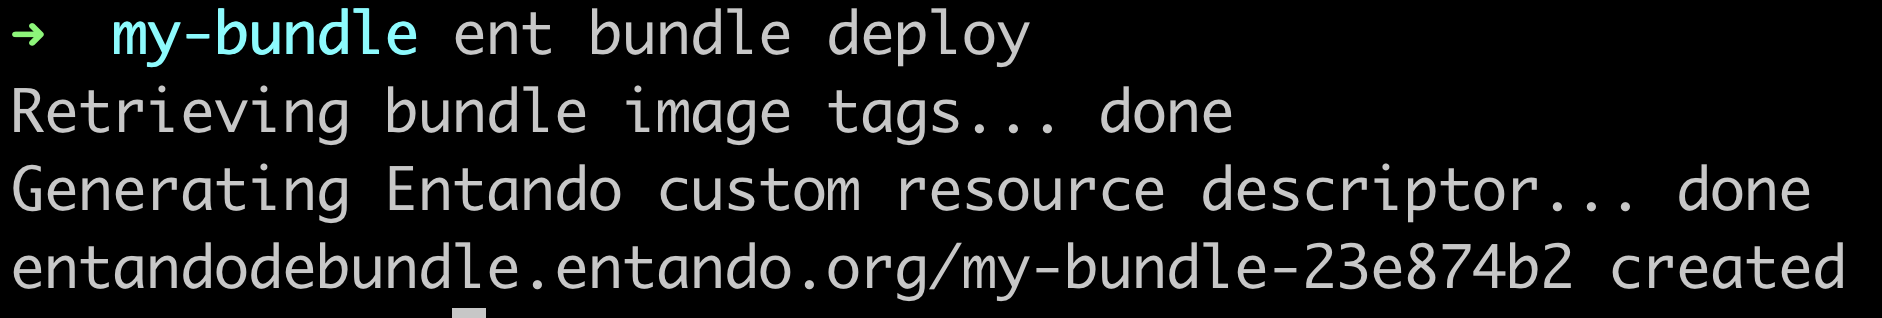 ➜  my-bundle ent bundle deploy
Retrieving bundle image tags... done
Generating Entando custom resource descriptor... done
entandodebundle.entando.org/my-bundle-23e874b2 created